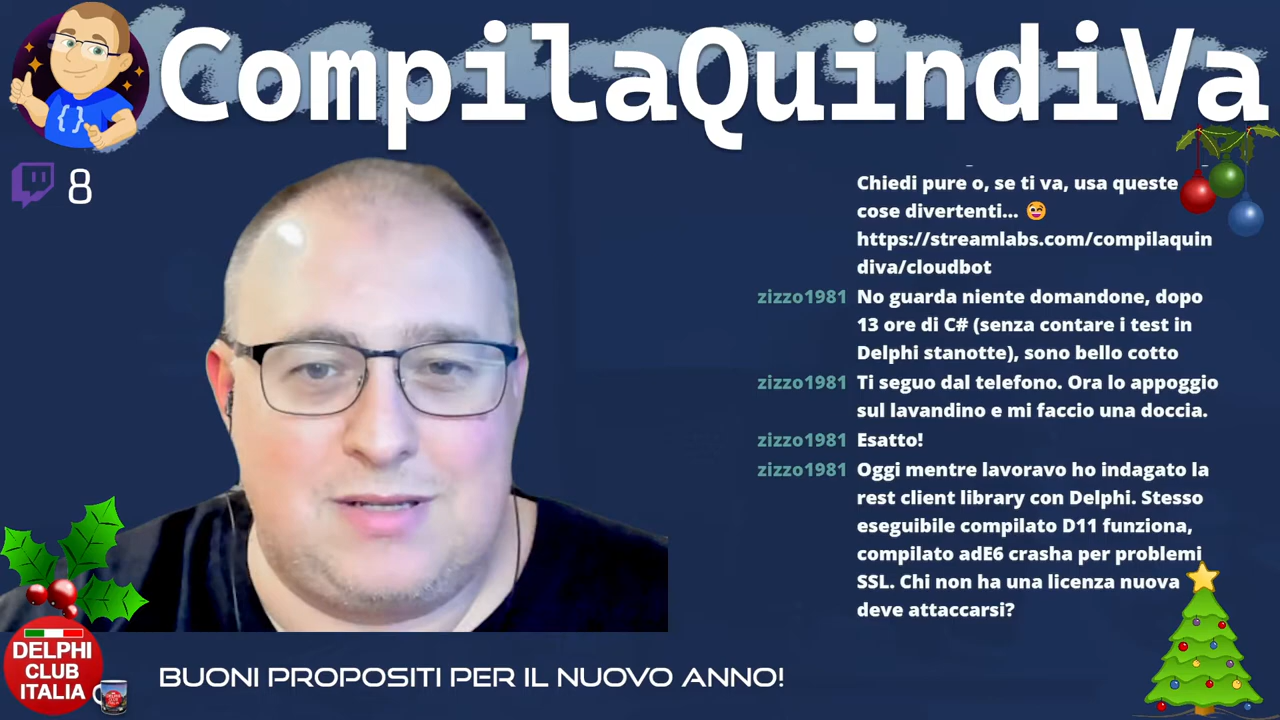 CompilaQuindiVa
8
Chiedi pure o, se ti va, usa queste
cose divertenti... 😄
https://streamlabs.com/compilaquin
diva/cloudbot
zizzo1981 No guarda niente domandone, dopo
13 ore di C# (senza contare i test in
Delphi stanotte), sono bello cotto
zizzo1981 Ti seguo dal telefono. Ora lo appoggio
sul lavandino e mi faccio una doccia.
zizzo1981 Esatto!
zizzo1981 Oggi mentre lavoravo ho indagato la
rest client library con Delphi. Stesso
eseguibile compilato D11 funziona,
compilato adE6 crasha per problemi
SSL. Chi non ha una licenza nuova
deve attaccarsi?
{ }
DELPHI
CLUB
ITALIA
BUONI PROPOSITI PER IL NUOVO ANNO!